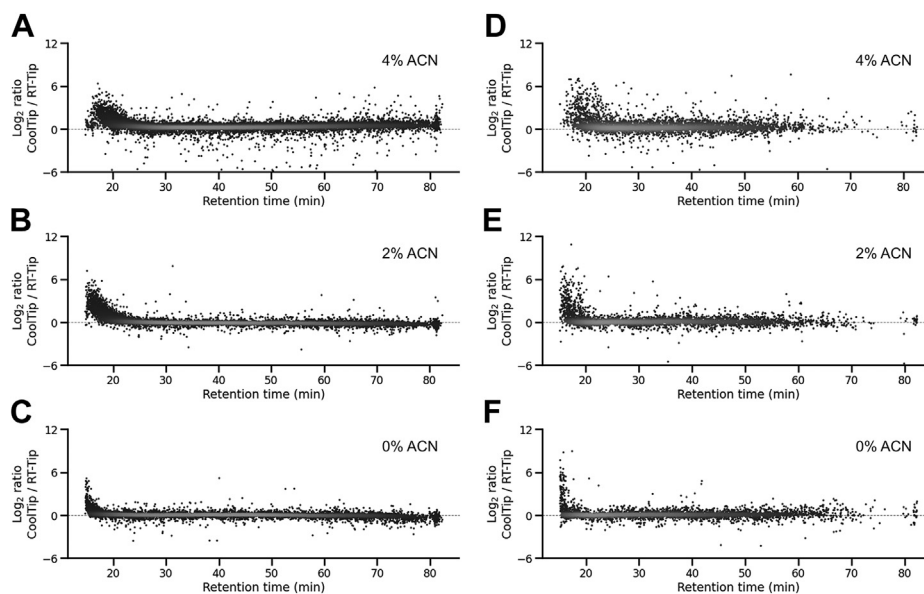 A
12
6
0
−6
Log₂ ratio
CoolTip / RT-Tip
4% ACN
20 30 40 50 60 70 80
Retention time (min)
B
12
6
0
−6
Log₂ ratio
CoolTip / RT-Tip
2% ACN
20 30 40 50 60 70 80
Retention time (min)
C
12
6
0
−6
Log₂ ratio
CoolTip / RT-Tip
0% ACN
20 30 40 50 60 70 80
Retention time (min)
D
12
6
0
−6
Log₂ ratio
CoolTip / RT-Tip
4% ACN
20 30 40 50 60 70 80
Retention time (min)
E
12
6
0
−6
Log₂ ratio
CoolTip / RT-Tip
2% ACN
20 30 40 50 60 70 80
Retention time (min)
F
12
6
0
−6
Log₂ ratio
CoolTip / RT-Tip
0% ACN
20 30 40 50 60 70 80
Retention time (min)